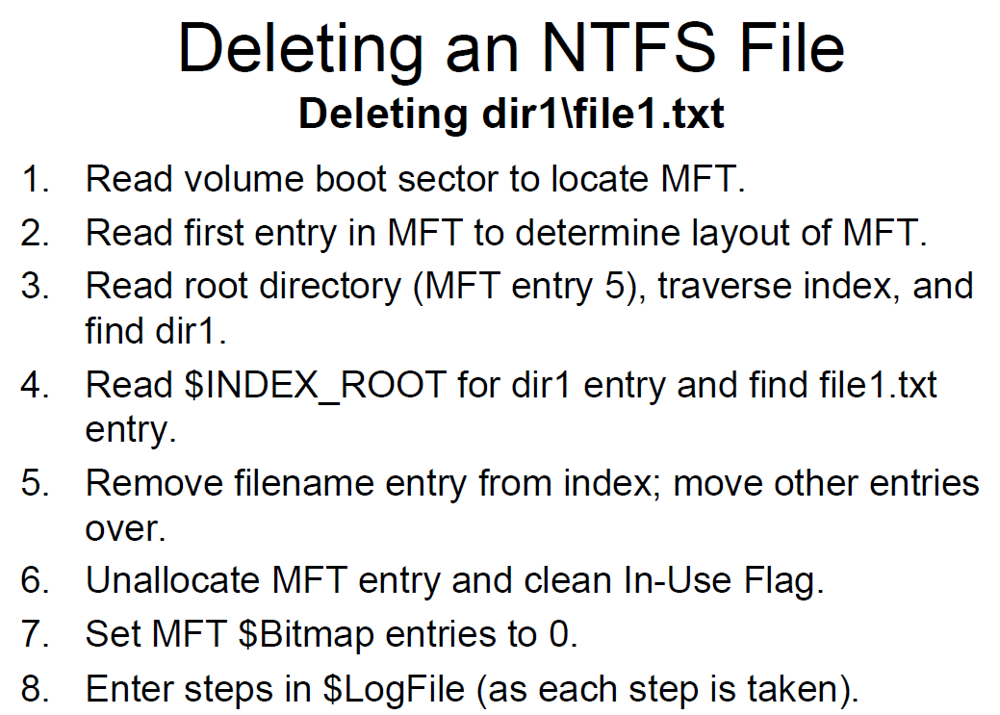 Deleting an NTFS File
Deleting dir1\file1.txt
1. Read volume boot sector to locate MFT.
2. Read first entry in MFT to determine layout of MFT.
3. Read root directory (MFT entry 5), traverse index, and
find dir1.
4. Read $INDEX_ROOT for dir1 entry and find file1.txt
entry.
5. Remove filename entry from index; move other entries
over.
6. Unallocate MFT entry and clean In-Use Flag.
7. Set MFT $Bitmap entries to 0.
8. Enter steps in $LogFile (as each step is taken).